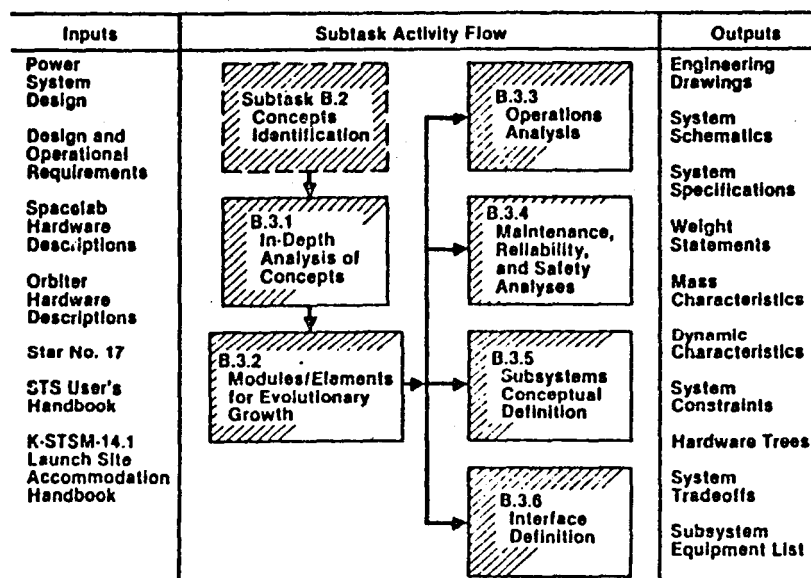 Inputs
Subtask Activity Flow
Outputs
Power
System
Design
Design and
Operational
Requirements
Spacelab
Hardware
Descriptions
Orbiter
Hardware
Descriptions
Star No. 17
STS User's
Handbook
K-STSM-14.1
Launch Site
Accommodation
Handbook
Subtask B.2
Concepts
Identification
B.3.1
In-Depth
Analysis of
Concepts
B.3.2
Modules/Elements
for Evolutionary
Growth
B.3.3
Operations
Analysis
B.3.4
Maintenance,
Reliability,
and Safety
Analyses
B.3.5
Subsystems
Conceptual
Definition
B.3.6
Interface
Definition
Engineering
Drawings
System
Schematics
System
Specifications
Weight
Statements
Mass
Characteristics
Dynamic
Characteristics
System
Constraints
Hardware Trees
System
Tradeoffs
Subsystem
Equipment List